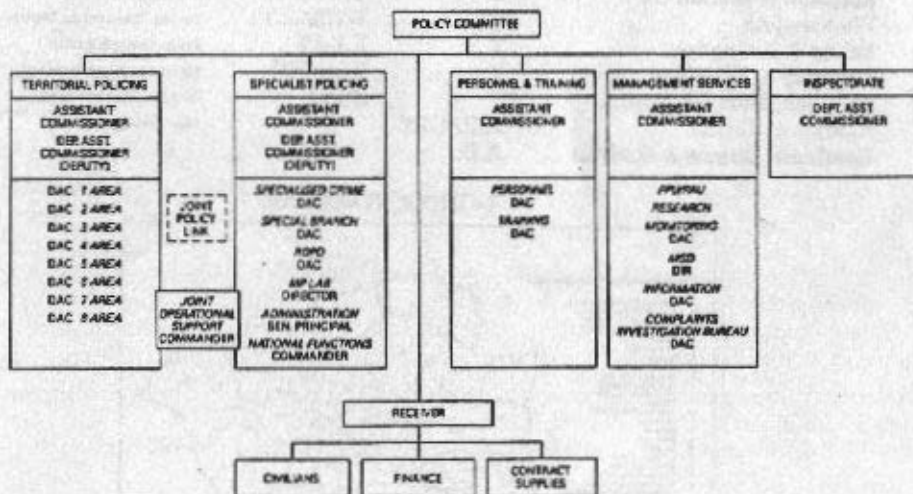 POLICY COMMITTEE
TERRITORIAL POLICING
ASSISTANT
COMMISSIONER
DEP. ASST
COMMISSIONER
(DEPUTY)
DAC 1 AREA
DAC 2 AREA
DAC 3 AREA
DAC 4 AREA
DAC 5 AREA
DAC 6 AREA
DAC 7 AREA
DAC 8 AREA
JOINT
POLICY
LINK
JOINT
OPERATIONAL
SUPPORT
COMMANDER
SPECIALIST POLICING
ASSISTANT
COMMISSIONER
DEP. ASST
COMMISSIONER
(DEPUTY)
SPECIALISED CRIME
DAC
SPECIAL BRANCH
DAC
DAC
MP LAB
DIRECTOR
ADMINISTRATION
SEN. PRINCIPAL
NATIONAL FUNCTIONS
COMMANDER
PERSONNEL & TRAINING
ASSISTANT
COMMISSIONER
PERSONNEL
DAC
TRAINING
DAC
MANAGEMENT SERVICES
ASSISTANT
COMMISSIONER
RESEARCH
MONITORING
DAC
MSD
DIR
INFORMATION
DAC
COMPLAINTS
INVESTIGATION BUREAU
DAC
INSPECTORATE
DEPT. ASST
COMMISSIONER
RECEIVER
CIVILIANS
FINANCE
CONTRACT
SUPPLIES